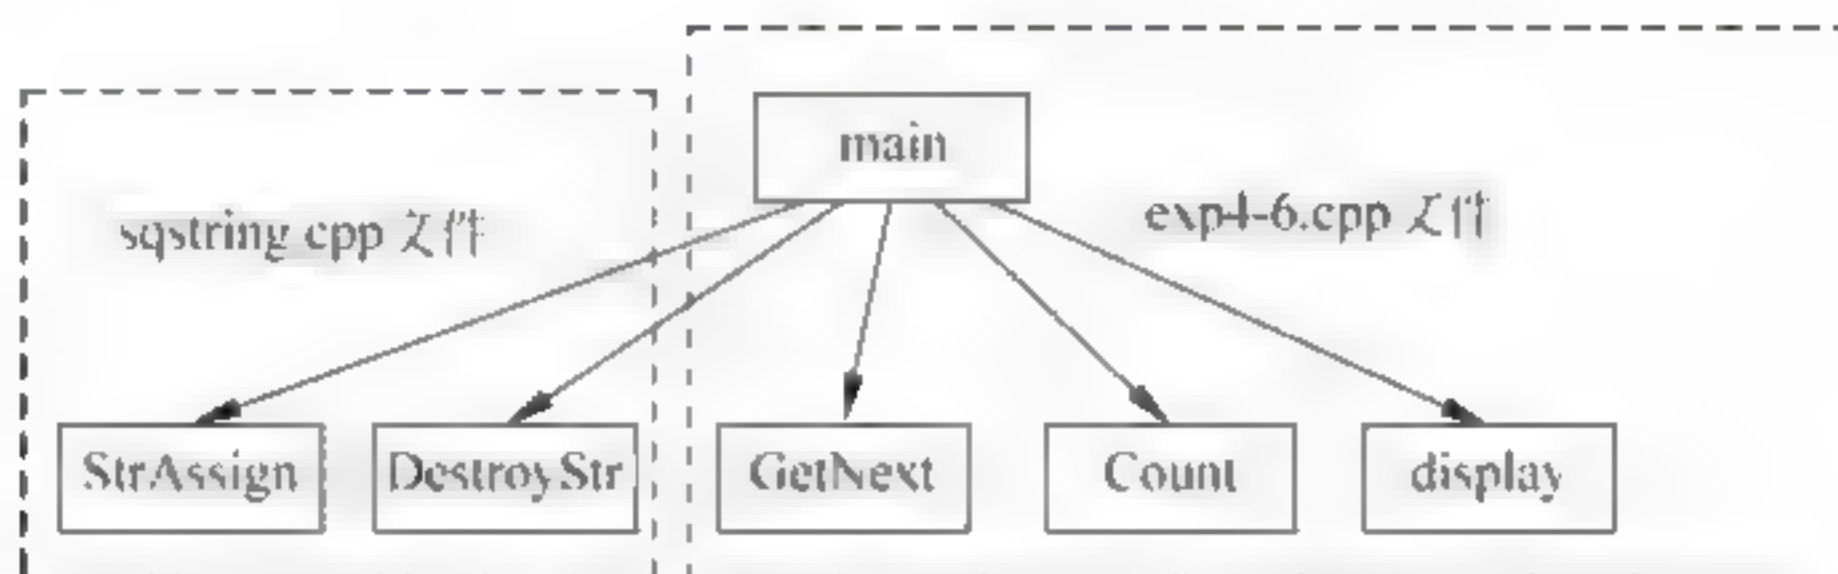 main
sqstring.cpp 文件
exp4-6.cpp 文件
StrAssign
DestroyStr
GetNext
Count
display